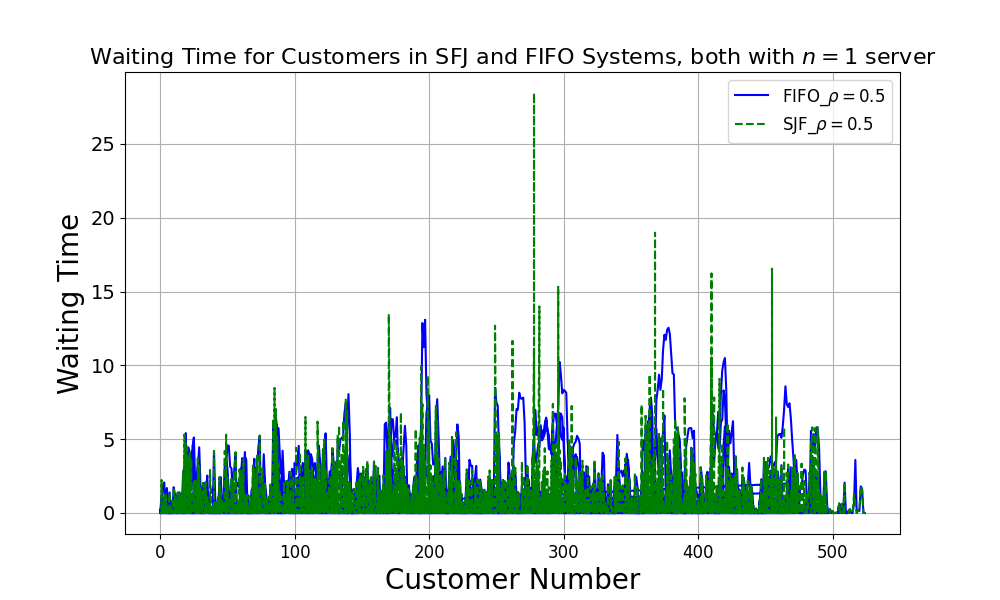 Waiting Time for Customers in SFJ and FIFO Systems, both with n = 1 server
FIFO_ρ = 0.5
SJF_ρ = 0.5
Waiting Time
25
20
15
10
5
0
0 100 200 300 400 500
Customer Number